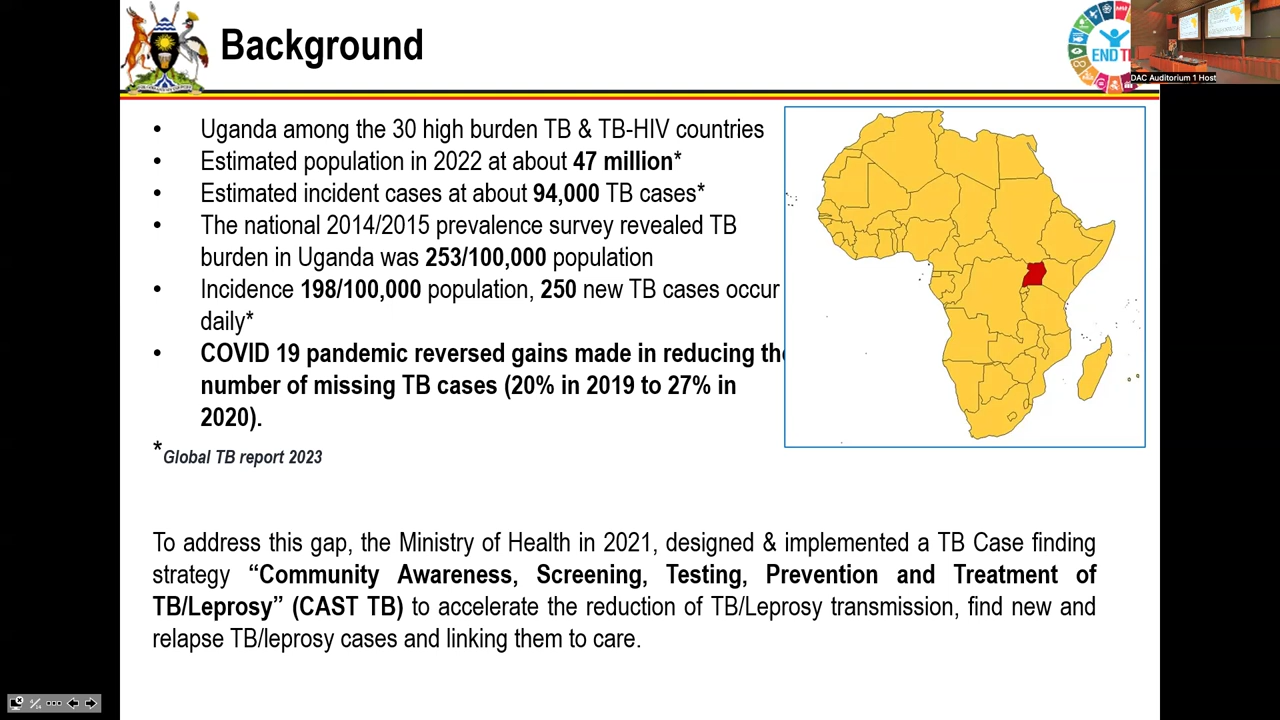 Background
END T
DAC Auditorium 1 Host
• Uganda among the 30 high burden TB & TB-HIV countries
• Estimated population in 2022 at about 47 million*
• Estimated incident cases at about 94,000 TB cases*
• The national 2014/2015 prevalence survey revealed TB
burden in Uganda was 253/100,000 population
• Incidence 198/100,000 population, 250 new TB cases occur
daily*
• COVID 19 pandemic reversed gains made in reducing the
number of missing TB cases (20% in 2019 to 27% in
2020).
*Global TB report 2023
To address this gap, the Ministry of Health in 2021, designed & implemented a TB Case finding
strategy “Community Awareness, Screening, Testing, Prevention and Treatment of
TB/Leprosy” (CAST TB) to accelerate the reduction of TB/Leprosy transmission, find new and
relapse TB/leprosy cases and linking them to care.